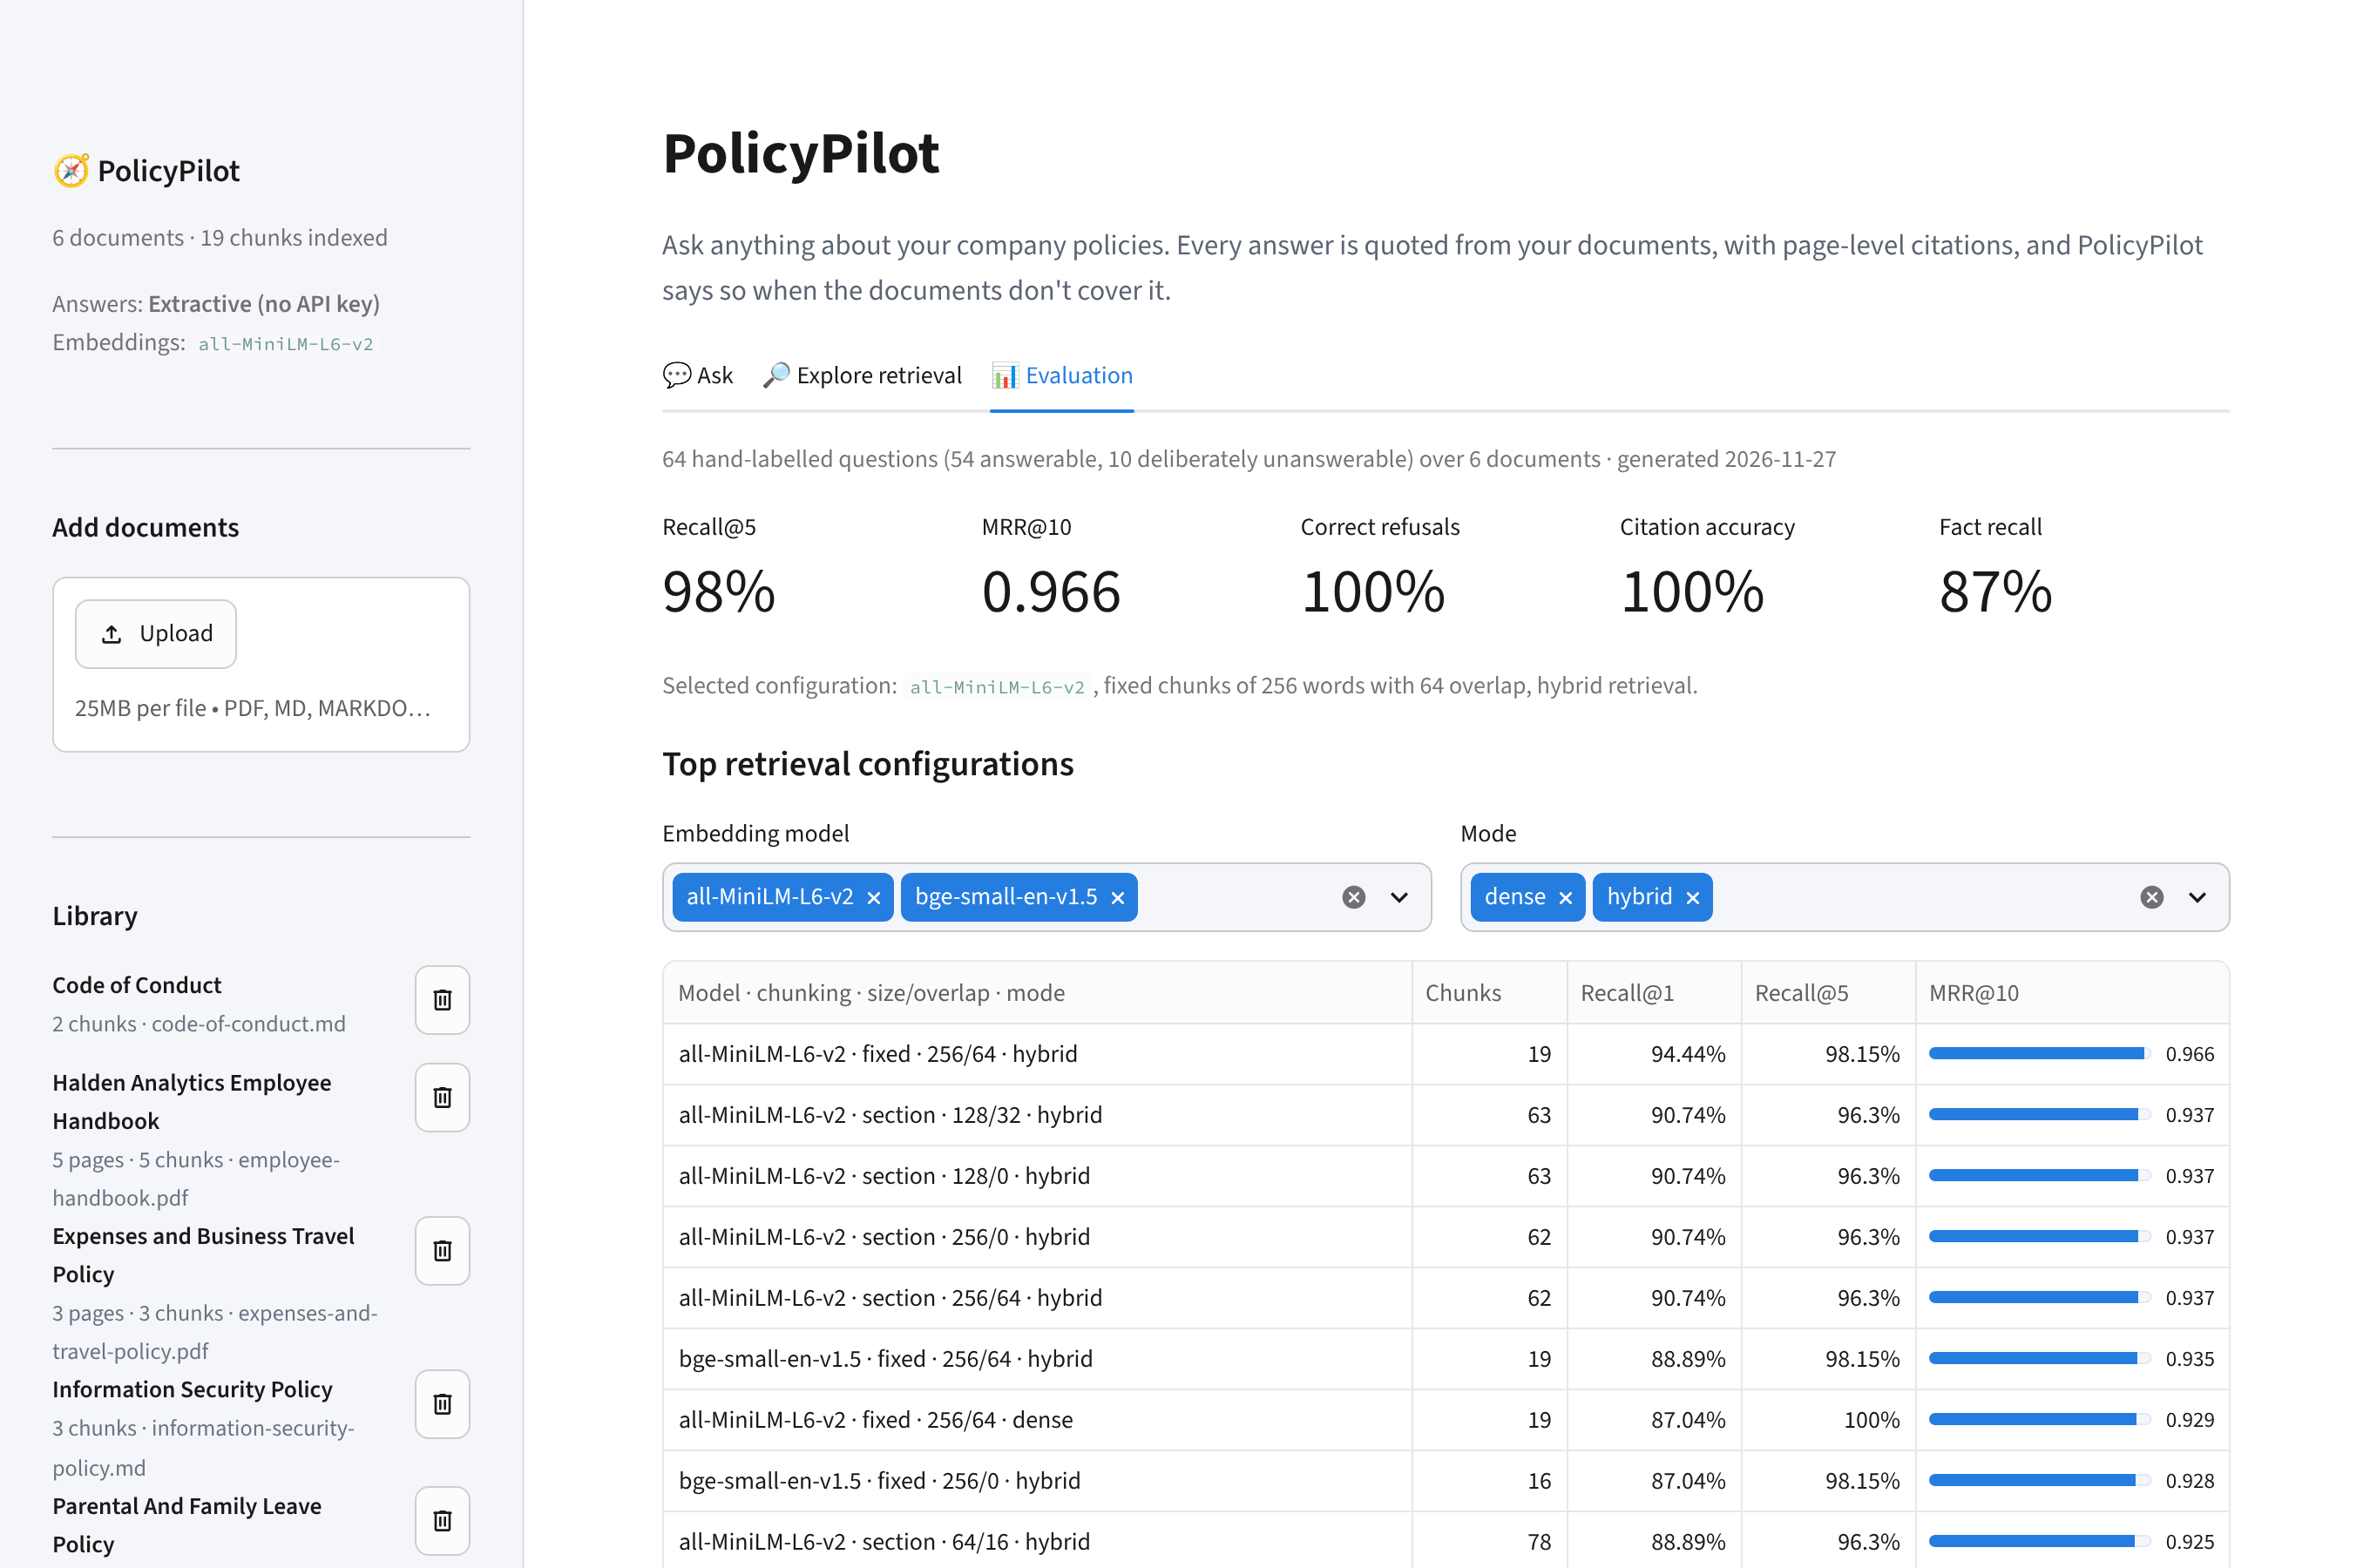 PolicyPilot
6 documents · 19 chunks indexed
Answers: Extractive (no API key)
Embeddings: all-MiniLM-L6-v2
Add documents
Upload
25MB per file • PDF, MD, MARKDO…
Library
Code of Conduct
2 chunks · code-of-conduct.md
Halden Analytics Employee
Handbook
5 pages · 5 chunks · employee-
handbook.pdf
Expenses and Business Travel
Policy
3 pages · 3 chunks · expenses-and-
travel-policy.pdf
Information Security Policy
3 chunks · information-security-
policy.md
Parental And Family Leave
Policy
PolicyPilot
Ask anything about your company policies. Every answer is quoted from your documents, with page-level citations, and PolicyPilot
says so when the documents don't cover it.
Ask Explore retrieval Evaluation
64 hand-labelled questions (54 answerable, 10 deliberately unanswerable) over 6 documents · generated 2026-11-27
Recall@5 MRR@10 Correct refusals Citation accuracy Fact recall
98% 0.966 100% 100% 87%
Selected configuration: all-MiniLM-L6-v2 , fixed chunks of 256 words with 64 overlap, hybrid retrieval.
Top retrieval configurations
Embedding model Mode
all-MiniLM-L6-v2 bge-small-en-v1.5 dense hybrid
Model · chunking · size/overlap · mode Chunks Recall@1 Recall@5 MRR@10
all-MiniLM-L6-v2 · fixed · 256/64 · hybrid 19 94.44% 98.15% 0.966
all-MiniLM-L6-v2 · section · 128/32 · hybrid 63 90.74% 96.3% 0.937
all-MiniLM-L6-v2 · section · 128/0 · hybrid 63 90.74% 96.3% 0.937
all-MiniLM-L6-v2 · section · 256/0 · hybrid 62 90.74% 96.3% 0.937
all-MiniLM-L6-v2 · section · 256/64 · hybrid 62 90.74% 96.3% 0.937
bge-small-en-v1.5 · fixed · 256/64 · hybrid 19 88.89% 98.15% 0.935
all-MiniLM-L6-v2 · fixed · 256/64 · dense 19 87.04% 100% 0.929
bge-small-en-v1.5 · fixed · 256/0 · hybrid 16 87.04% 98.15% 0.928
all-MiniLM-L6-v2 · section · 64/16 · hybrid 78 88.89% 96.3% 0.925